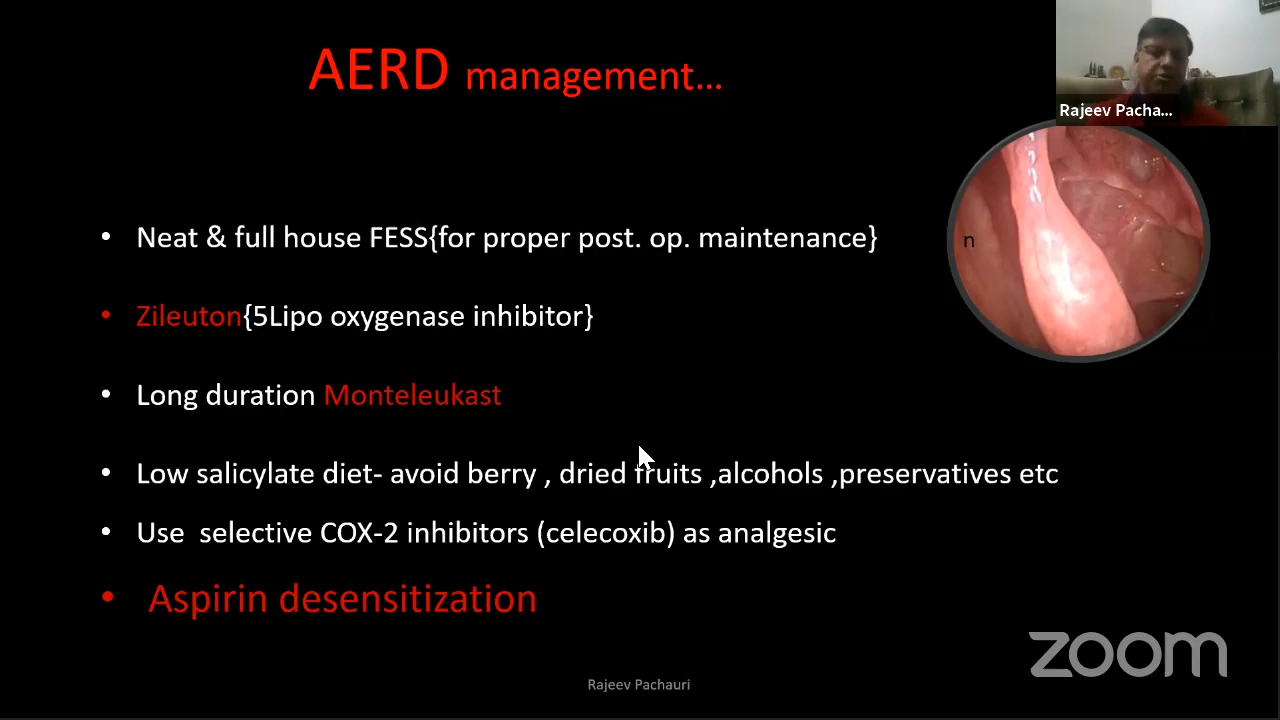 AERD management…
Rajeev Pacha...
n
• Neat & full house FESS{for proper post. op. maintenance}
• Zileuton{5Lipo oxygenase inhibitor}
• Long duration Monteleukast
• Low salicylate diet- avoid berry , dried fruits ,alcohols ,preservatives etc
• Use  selective COX-2 inhibitors (celecoxib) as analgesic
• Aspirin desensitization
zoom
Rajeev Pachauri